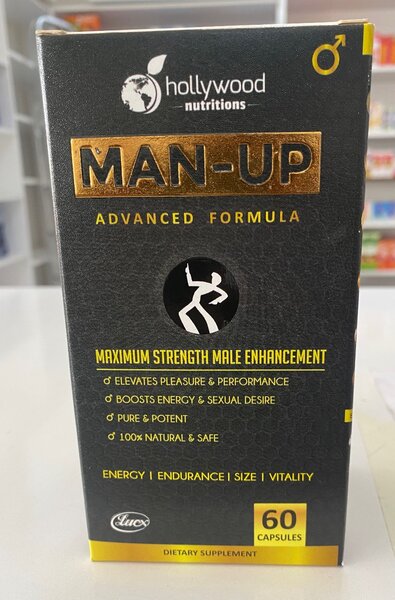 hollywood
nutritions
MAN-UP
ADVANCED FORMULA
MAXIMUM STRENGTH MALE ENHANCEMENT
ELEVATES PLEASURE & PERFORMANCE
BOOSTS ENERGY & SEXUAL DESIRE
PURE & POTENT
100% NATURAL & SAFE
ENERGY | ENDURANCE | SIZE | VITALITY
Lucx
60
CAPSULES
DIETARY SUPPLEMENT